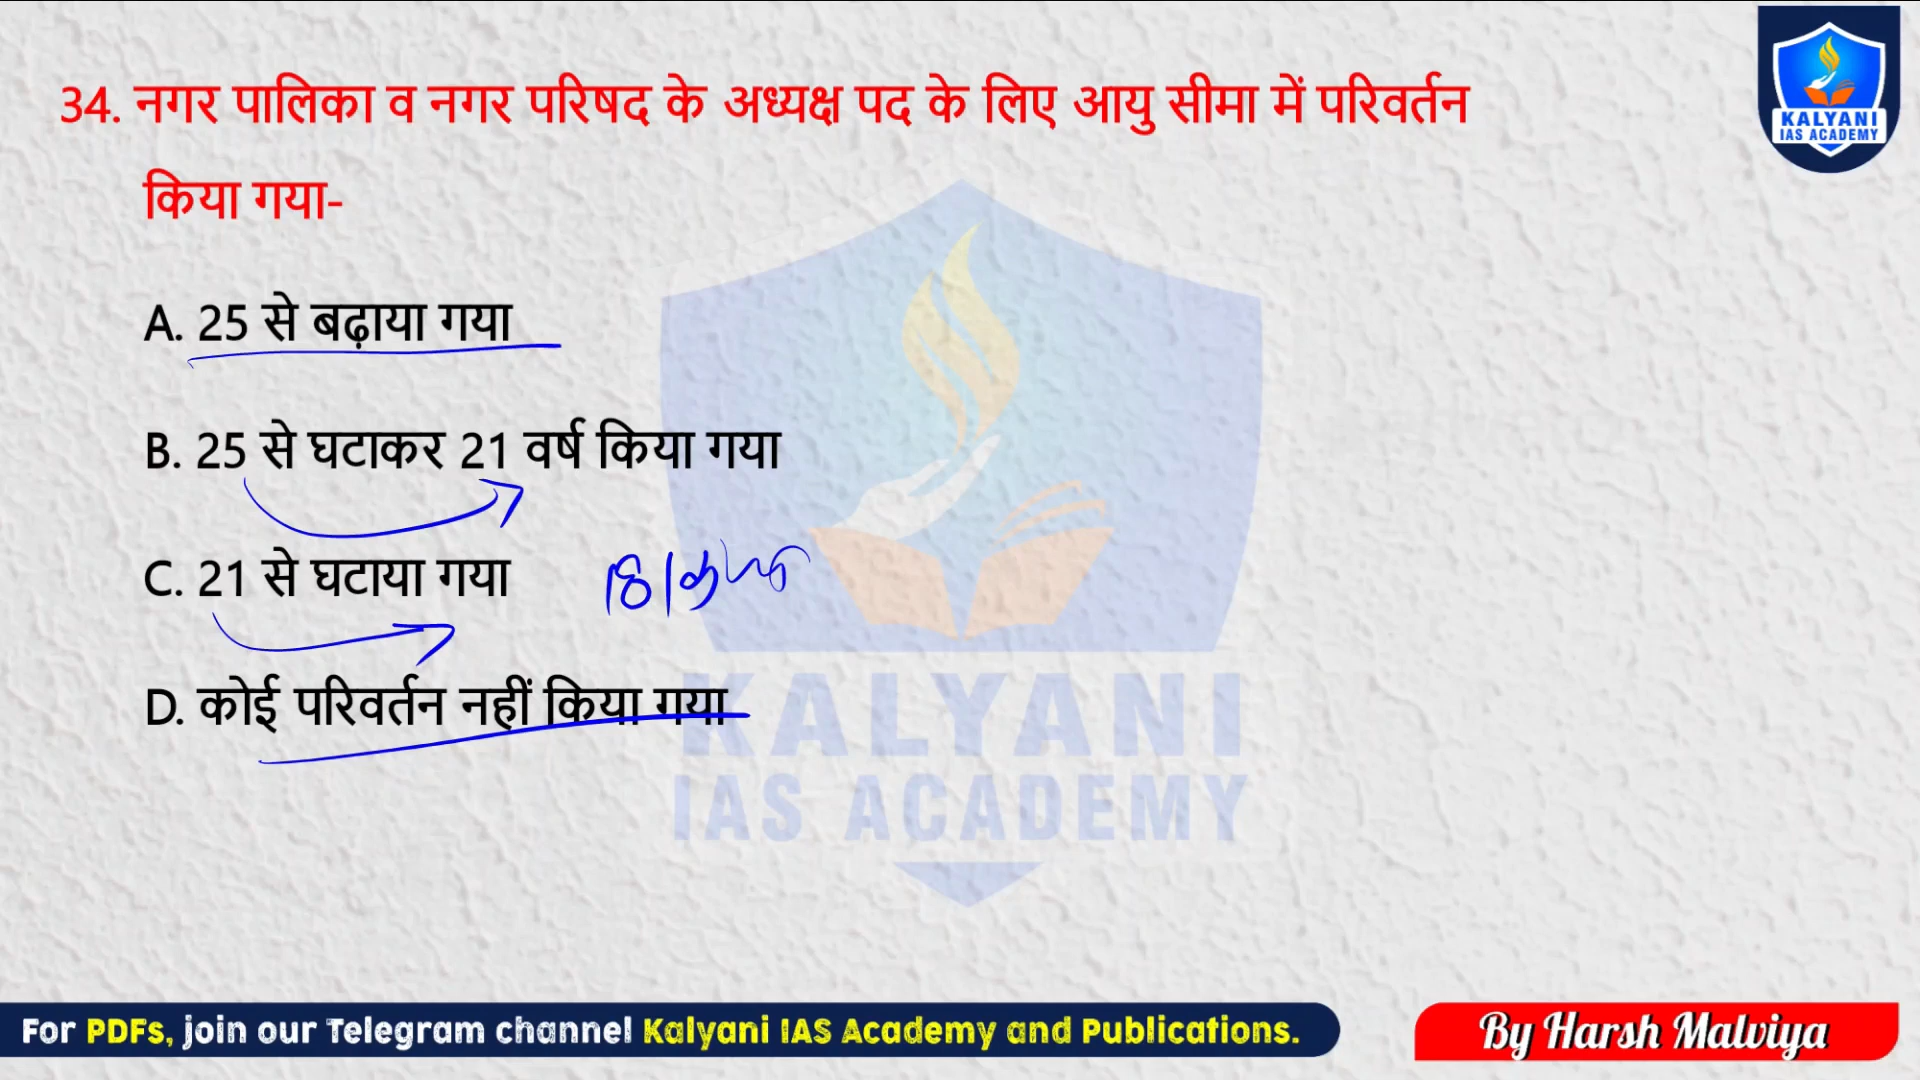 KALYANI
IAS ACADEMY
34. नगर पालिका व नगर परिषद के अध्यक्ष पद के लिए आयु सीमा में परिवर्तन
किया गया-
A. 25 से बढ़ाया गया
B. 25 से घटाकर 21 वर्ष किया गया
C. 21 से घटाया गया
18
D. कोई परिवर्तन नहीं किया गया
KALYANI
IAS ACADEMY
For PDFs, join our Telegram channel Kalyani IAS Academy and Publications.
By Harsh Malviya